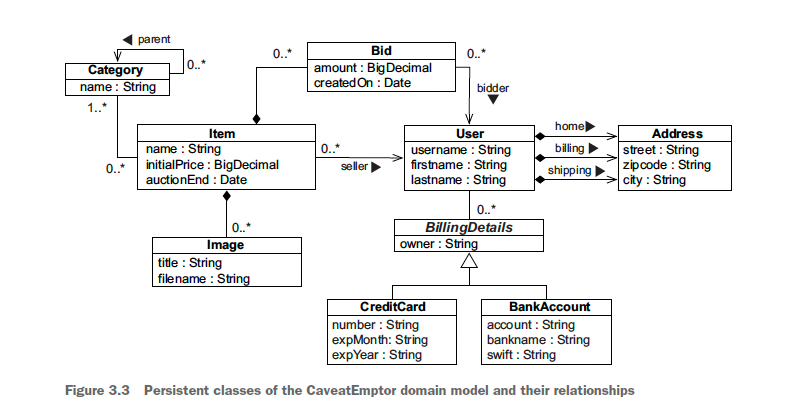 parent
Category
0..*
name : String
1..*
Bid
0..*
0..*
amount : BigDecimal
createdOn : Date
bidder
Item
name : String
initialPrice : BigDecimal
auctionEnd : Date
0..*
0..*
seller
User
username : String
firstname : String
lastname : String
home
billing
shipping
Address
street : String
zipcode : String
city : String
0..*
Image
title : String
filename : String
0..*
BillingDetails
owner : String
CreditCard
number : String
expMonth: String
expYear : String
BankAccount
account : String
bankname : String
swift : String
Figure 3.3 Persistent classes of the CaveatEmptor domain model and their relationships